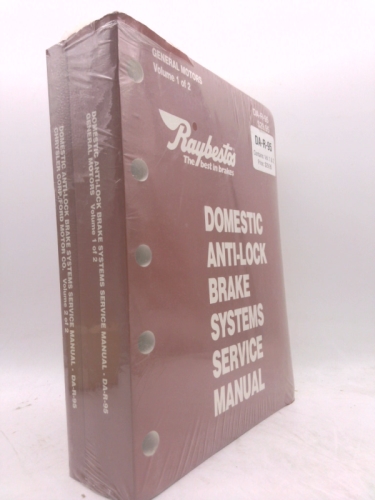 GENERAL MOTORS
Volume 1 of 2
DA-R-95
Raybestos
The best in brakes
DOMESTIC
ANTI-LOCK
BRAKE
SYSTEMS
SERVICE
MANUAL
DOMESTIC ANTI-LOCK BRAKE SYSTEMS SERVICE MANUAL - DA-R-95
GENERAL MOTORS Volume 1 of 2
DOMESTIC ANTI-LOCK BRAKE SYSTEMS SERVICE MANUAL - DA-R-95
CHRYSLER CORP./FORD MOTOR CO. Volume 2 of 2